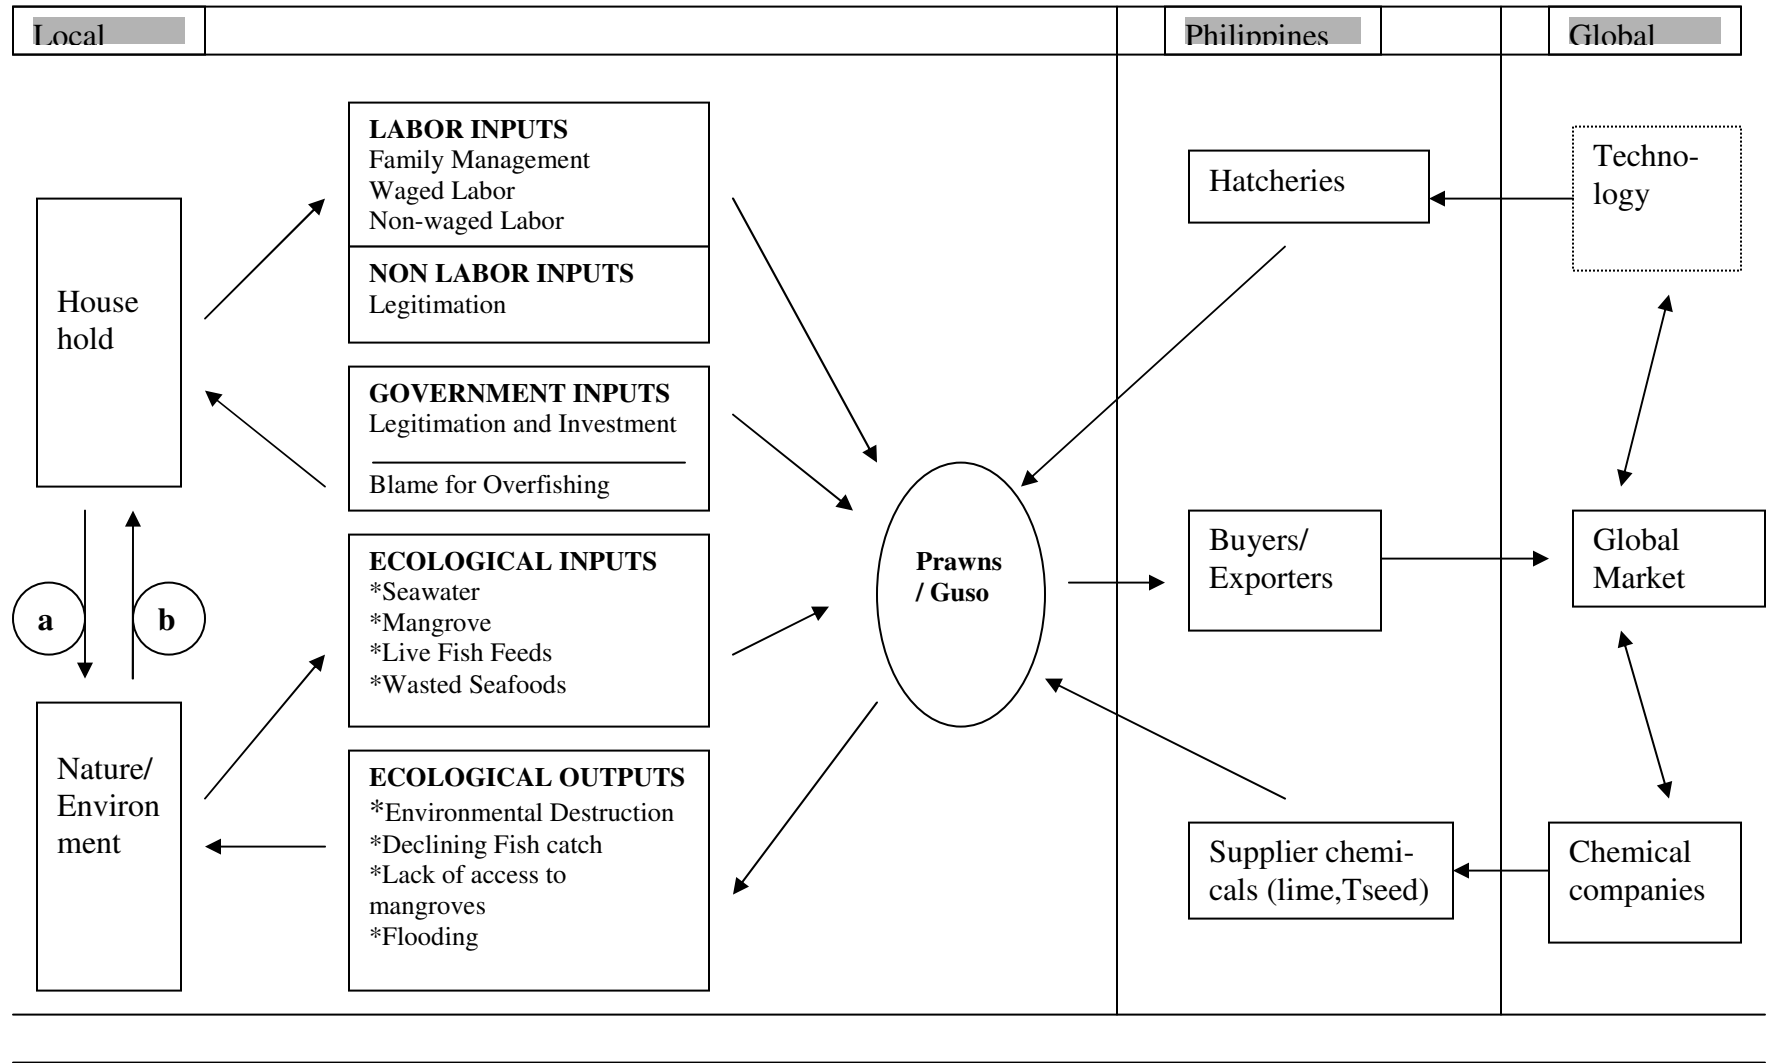 Local
Philippines
Global
LABOR INPUTS
Family Management
Waged Labor
Non-waged Labor
NON LABOR INPUTS
Legitimation
House
hold
GOVERNMENT INPUTS
Legitimation and Investment
Blame for Overfishing
ECOLOGICAL INPUTS
*Seawater
*Mangrove
*Live Fish Feeds
*Wasted Seafoods
a
b
Nature/
Environ
ment
ECOLOGICAL OUTPUTS
*Environmental Destruction
*Declining Fish catch
*Lack of access to
mangroves
*Flooding
Prawns
/ Guso
Hatcheries
Techno-
logy
Buyers/
Exporters
Global
Market
Supplier chemi-
cals (lime,Tseed)
Chemical
companies